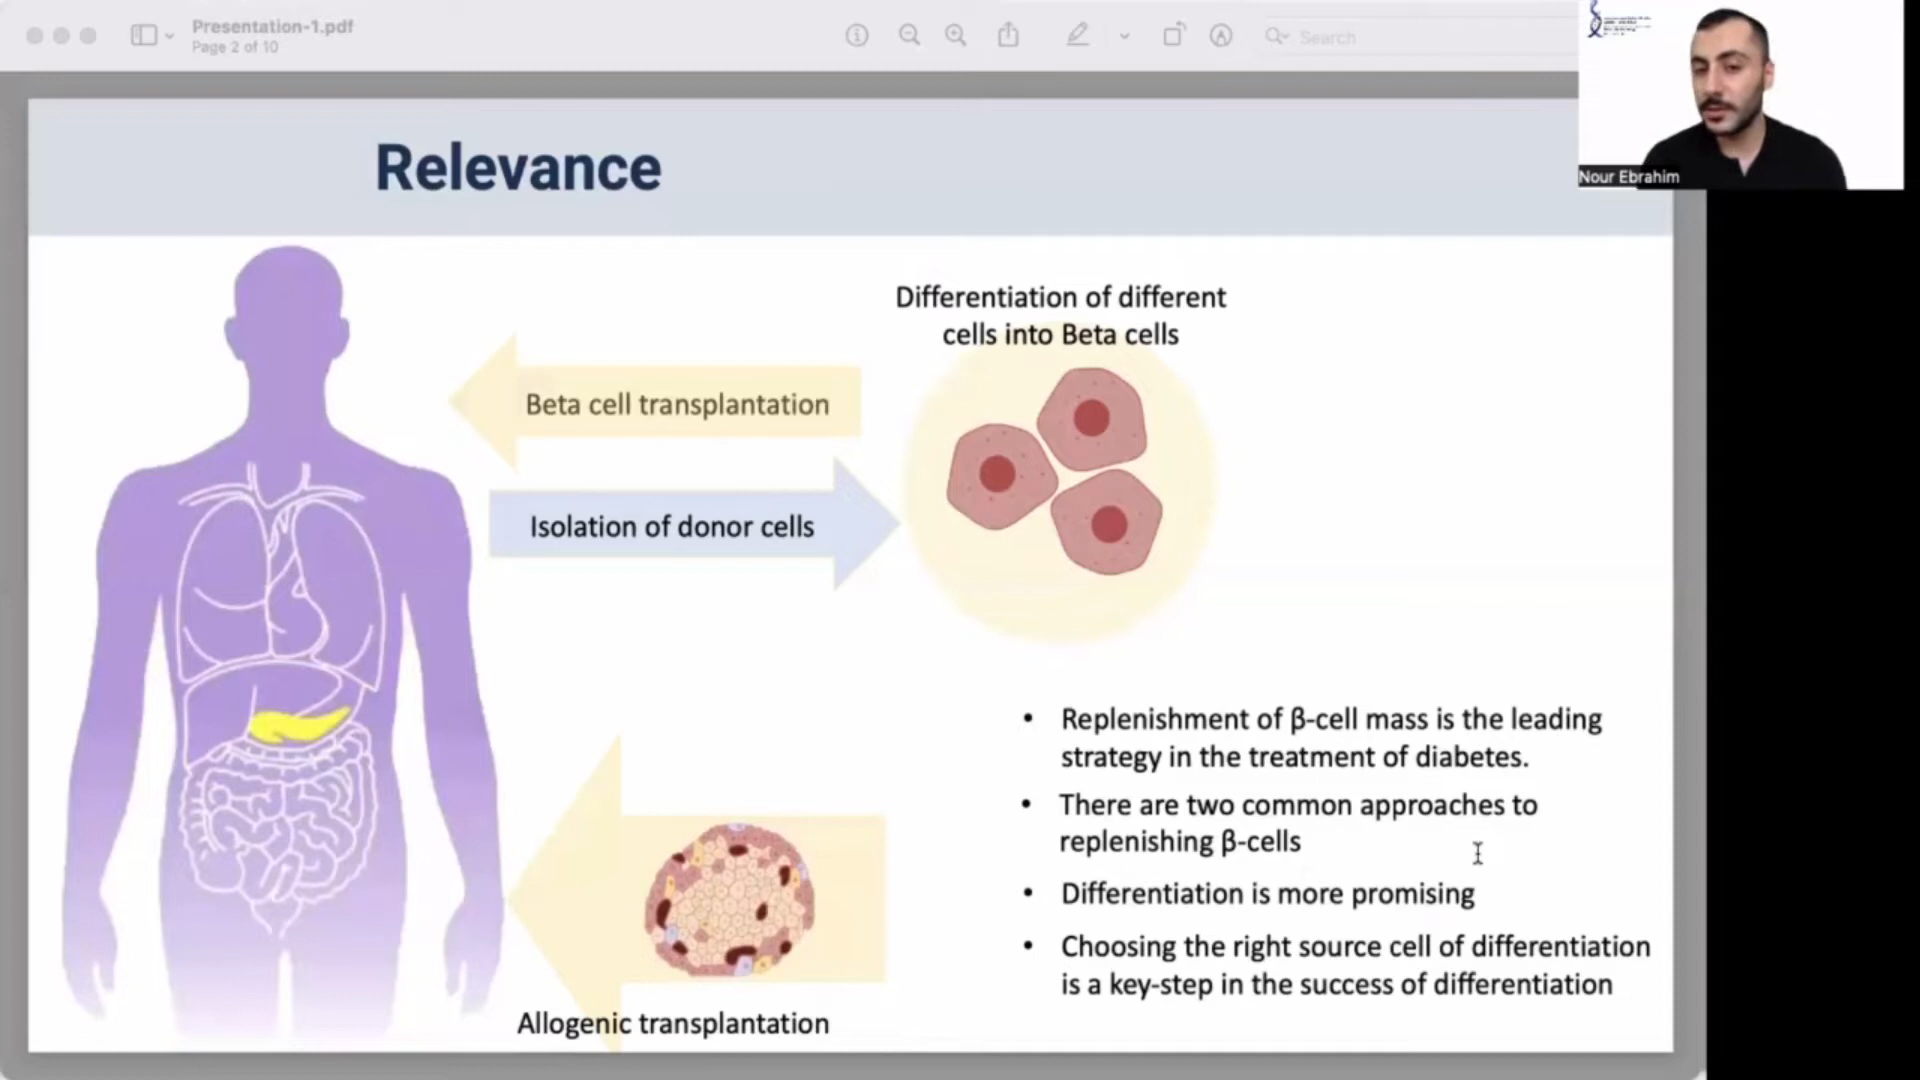 Presentation-1.pdf
Page 2 of 10
Search
Nour Ebrahim
Relevance
Differentiation of different
cells into Beta cells
Beta cell transplantation
Isolation of donor cells
Allogenic transplantation
• Replenishment of β-cell mass is the leading
strategy in the treatment of diabetes.
• There are two common approaches to
replenishing β-cells
• Differentiation is more promising
• Choosing the right source cell of differentiation
is a key-step in the success of differentiation